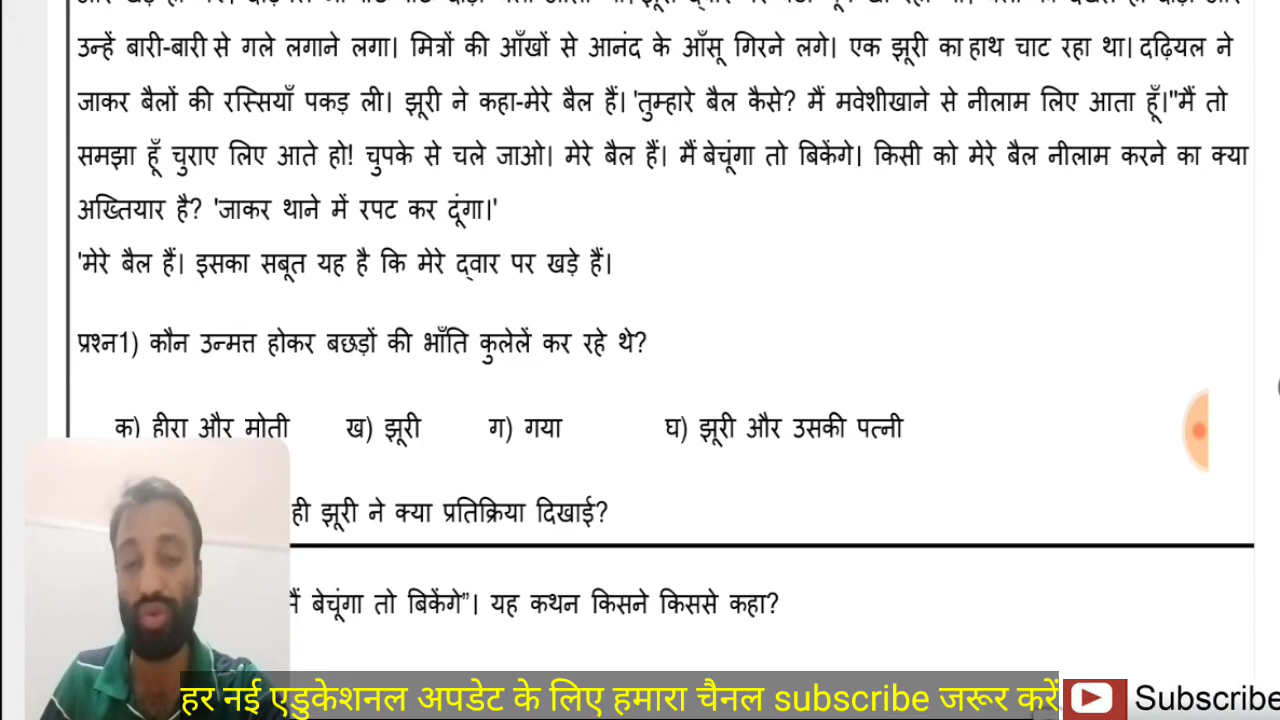 उन्हें बारी-बारी से गले लगाने लगा। मित्रों की आँखों से आनंद के आँसू गिरने लगे। एक झूरी का हाथ चाट रहा था। दढ़ियल ने
जाकर बैलों की रस्सियाँ पकड़ ली। झूरी ने कहा-मेरे बैल हैं। 'तुम्हारे बैल कैसे? मैं मवेशीखाने से नीलाम लिए आता हूँ।"मैं तो
समझा हूँ चुराए लिए आते हो! चुपके से चले जाओ। मेरे बैल हैं। मैं बेचूंगा तो बिकेंगे। किसी को मेरे बैल नीलाम करने का क्या
अख्तियार है? 'जाकर थाने में रपट कर दूंगा।'
'मेरे बैल हैं। इसका सबूत यह है कि मेरे द्वार पर खड़े हैं।
प्रश्न1) कौन उन्मत्त होकर बछड़ों की भाँति कुलेलें कर रहे थे?
क) हीरा और मोती ख) झूरी ग) गया घ) झूरी और उसकी पत्नी
ही झूरी ने क्या प्रतिक्रिया दिखाई?
मैं बेचूंगा तो बिकेंगे”। यह कथन किसने किससे कहा?
हर नई एडुकेशनल अपडेट के लिए हमारा चैनल subscribe जरूर करें Subscribe